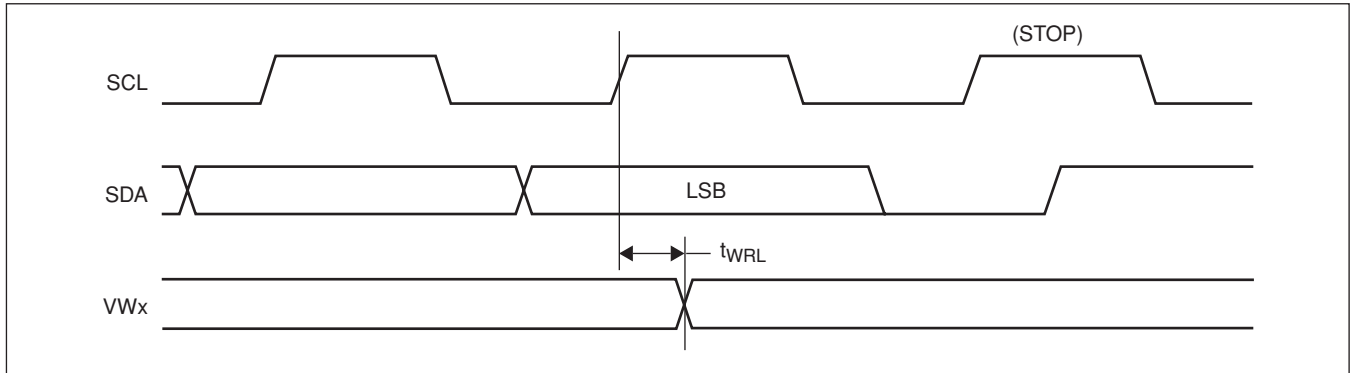 (STOP)
SCL
SDA
LSB
tWRL
VWx